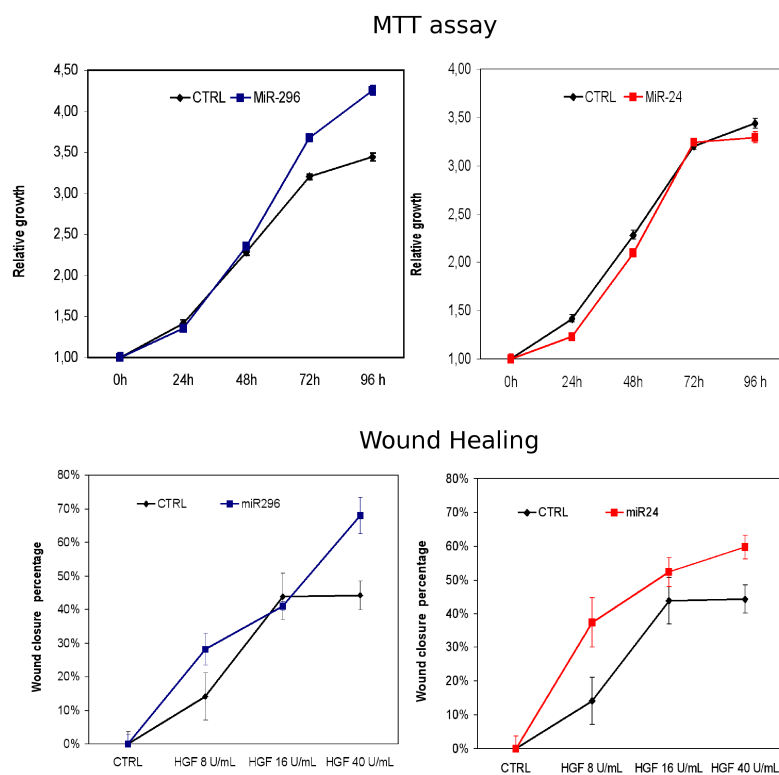 MTT assay
4,50
4,00
3,50
3,00
2,50
2,00
1,50
1,00
Relative growth
CTRL MiR-296
0h 24h 48h 72h 96 h
4,00
3,50
3,00
2,50
2,00
1,50
1,00
Relative growth
CTRL MiR-24
0h 24h 48h 72h 96 h
Wound Healing
80%
70%
60%
50%
40%
30%
20%
10%
0%
Wound closure percentage
CTRL miR296
CTRL HGF 8 U/mL HGF 16 U/mL HGF 40 U/mL
80%
70%
60%
50%
40%
30%
20%
10%
0%
Wound closure percentage
CTRL miR24
CTRL HGF 8 U/mL HGF 16 U/mL HGF 40 U/mL